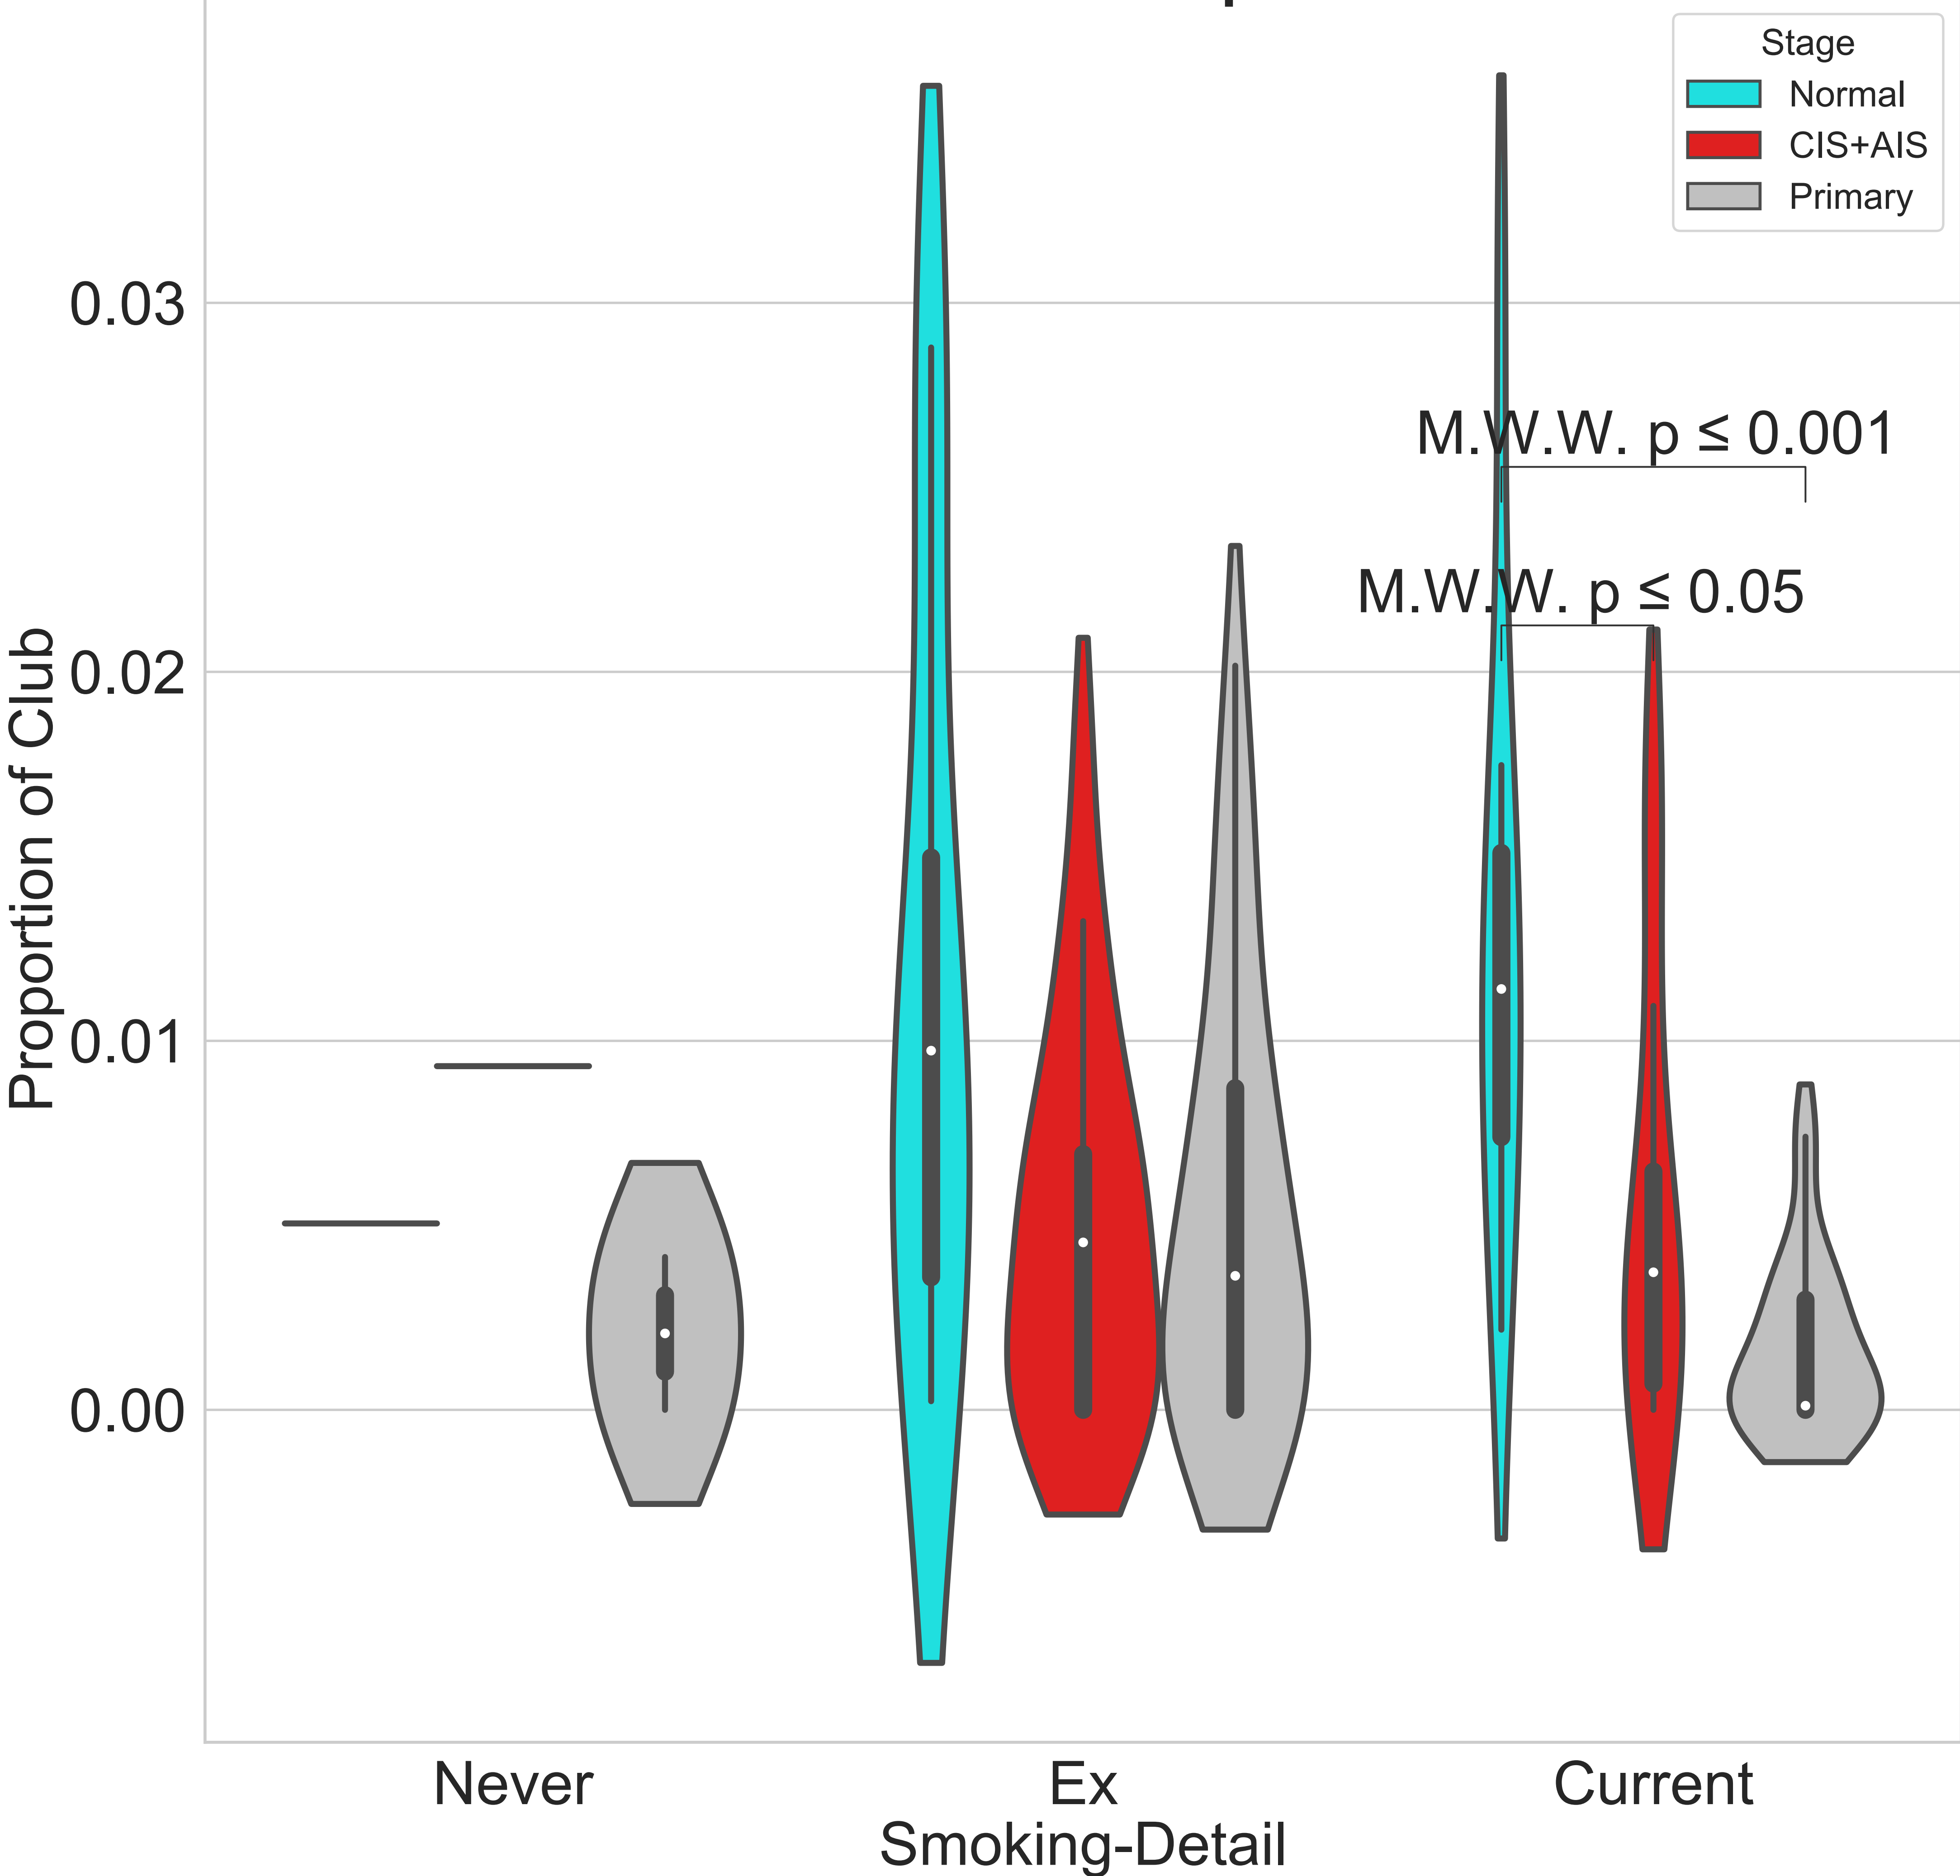 Stage
Normal
CIS+AIS
Primary
0.03
0.02
0.01
0.00
Proportion of Club
M.W.W. p ≤ 0.001
M.W.W. p ≤ 0.05
Never
Ex
Current
Smoking-Detail